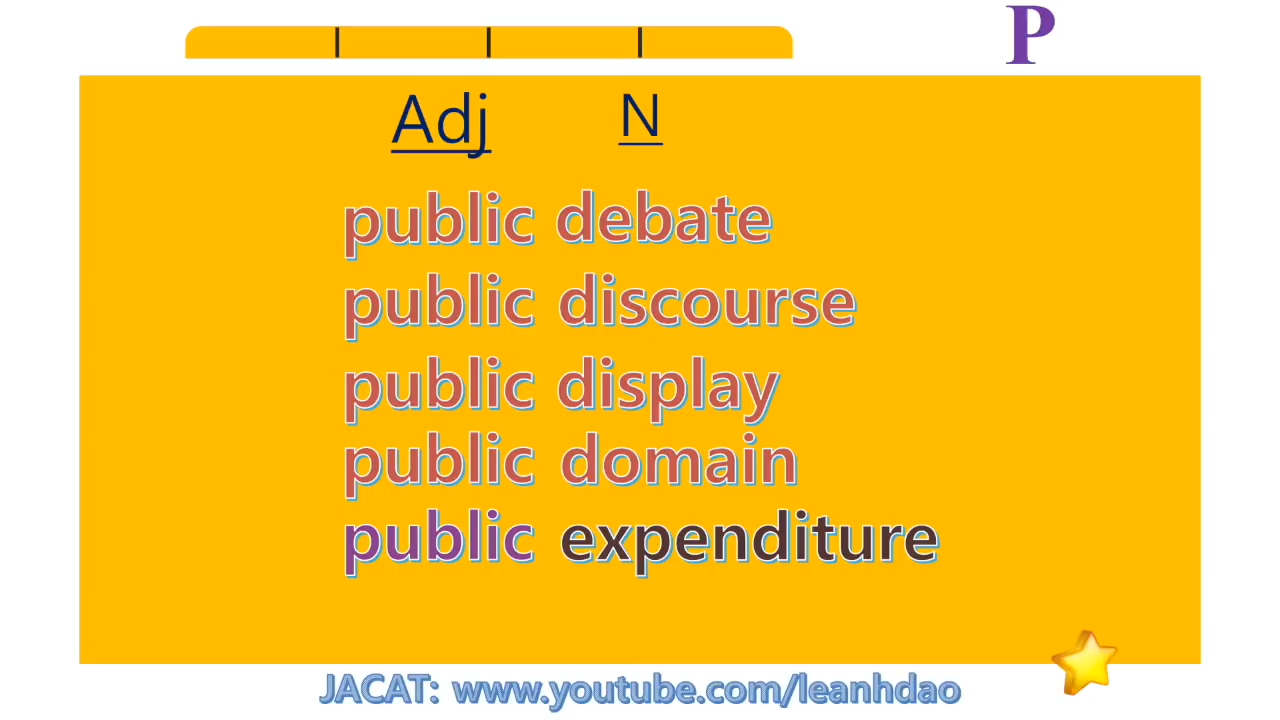 P
Adj N
public debate
public discourse
public display
public domain
public expenditure
JACAT: www.youtube.com/leanhdao